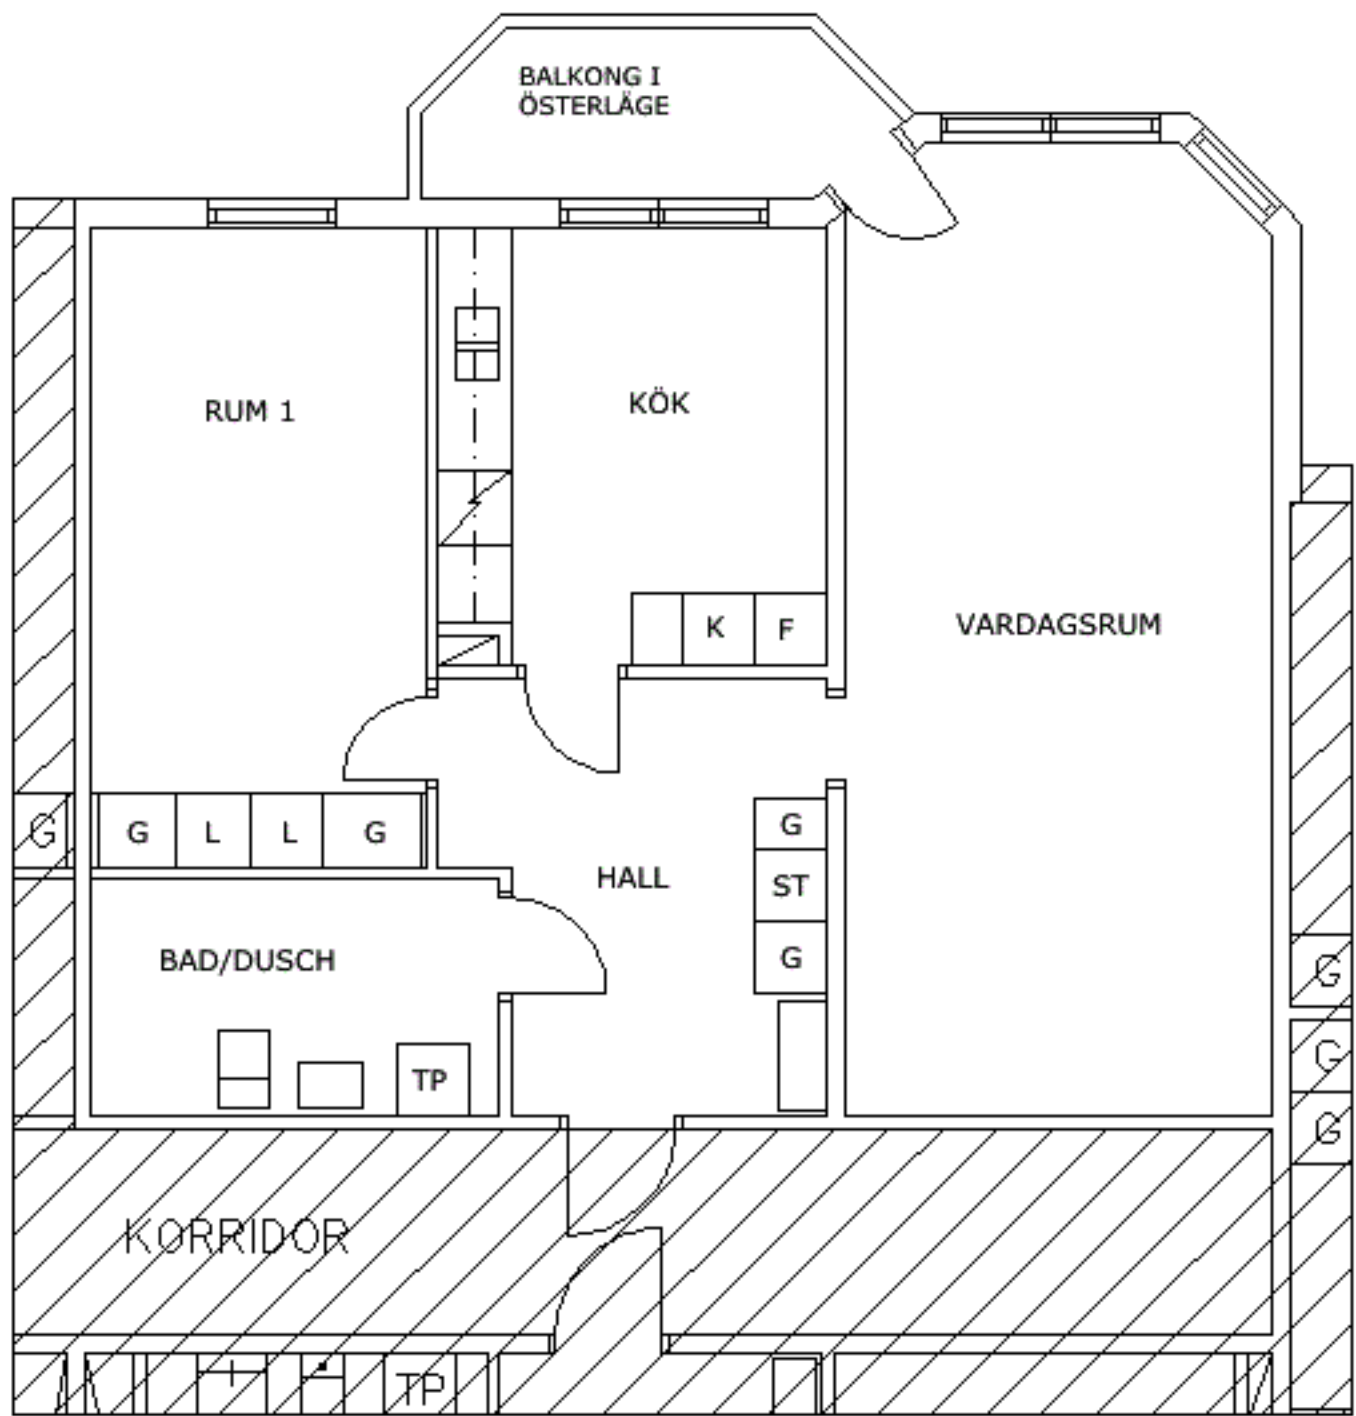 BALKONG I
ÖSTERLÄGE
RUM 1
KÖK
K F
VARDAGSRUM
G
G L L G
G
ST
G
HALL
BAD/DUSCH
TP
G
G
G
KORRIDOR
TP